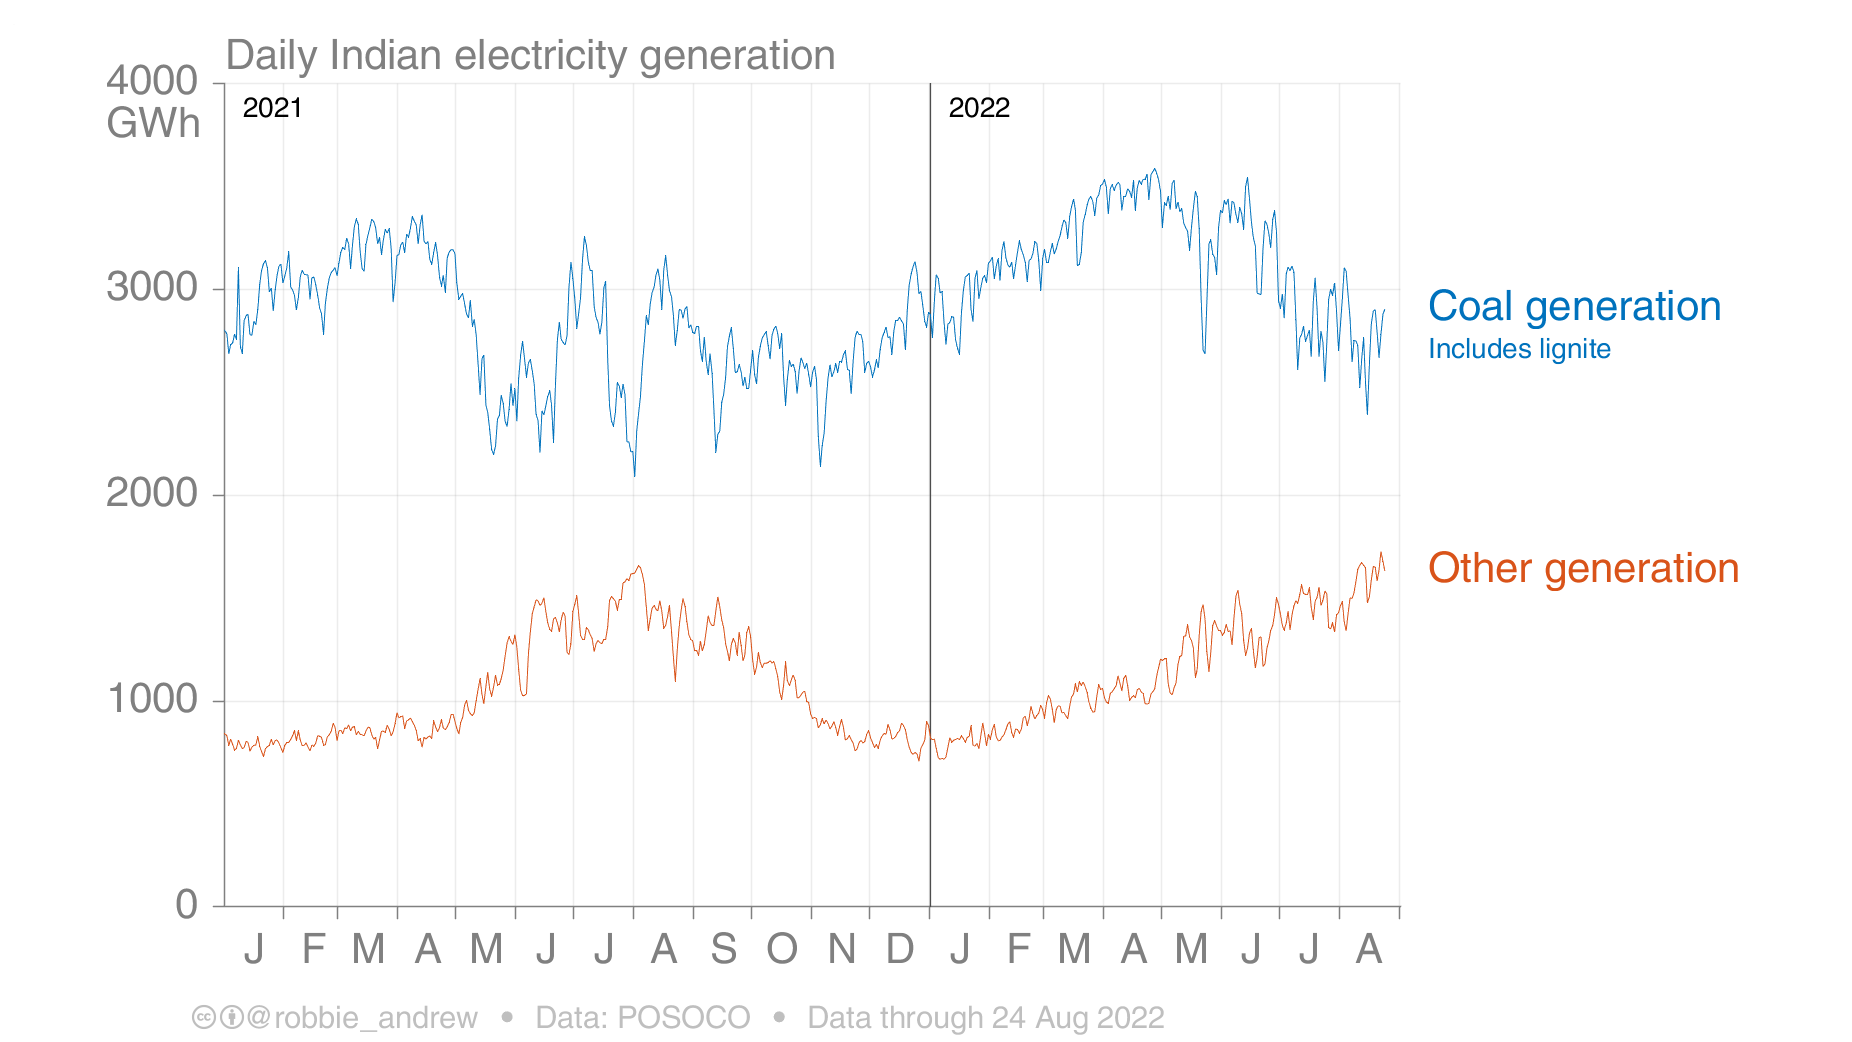 Daily Indian electricity generation
4000
GWh
2021
2022
3000
Coal generation
Includes lignite
2000
Other generation
1000
0
J F M A M J J A S O N D J F M A M J J A
@robbie_andrew • Data: POSOCO • Data through 24 Aug 2022